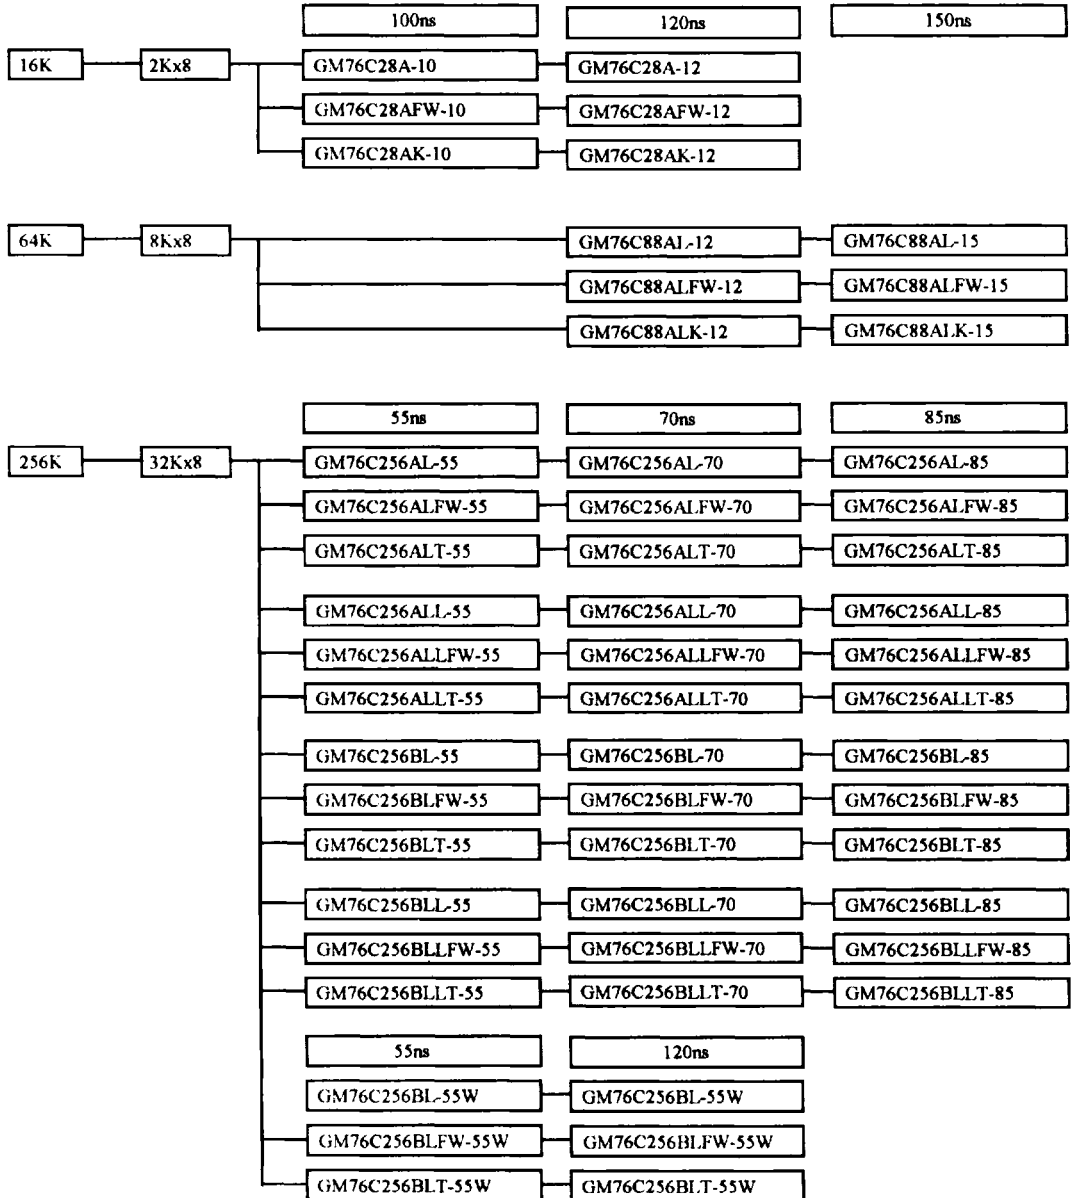 100ns 120ns 150ns
16K 2Kx8 GM76C28A-10 GM76C28A-12
GM76C28AFW-10 GM76C28AFW-12
GM76C28AK-10 GM76C28AK-12
64K 8Kx8 GM76C88AL-12 GM76C88AL-15
GM76C88ALFW-12 GM76C88ALFW-15
GM76C88ALK-12 GM76C88ALK-15
55ns 70ns 85ns
256K 32Kx8 GM76C256AL-55 GM76C256AL-70 GM76C256AL-85
GM76C256ALFW-55 GM76C256ALFW-70 GM76C256ALFW-85
GM76C256ALT-55 GM76C256ALT-70 GM76C256ALT-85
GM76C256ALL-55 GM76C256ALL-70 GM76C256ALL-85
GM76C256ALLFW-55 GM76C256ALLFW-70 GM76C256ALLFW-85
GM76C256ALLT-55 GM76C256ALLT-70 GM76C256ALLT-85
GM76C256BL-55 GM76C256BL-70 GM76C256BL-85
GM76C256BLFW-55 GM76C256BLFW-70 GM76C256BLFW-85
GM76C256BLT-55 GM76C256BLT-70 GM76C256BLT-85
GM76C256BLL-55 GM76C256BLL-70 GM76C256BLL-85
GM76C256BLLFW-55 GM76C256BLLFW-70 GM76C256BLLFW-85
GM76C256BLLT-55 GM76C256BLLT-70 GM76C256BLLT-85
55ns 120ns
GM76C256BL-55W GM76C256BL-55W
GM76C256BLFW-55W GM76C256BLFW-55W
GM76C256BLT-55W GM76C256BLT-55W